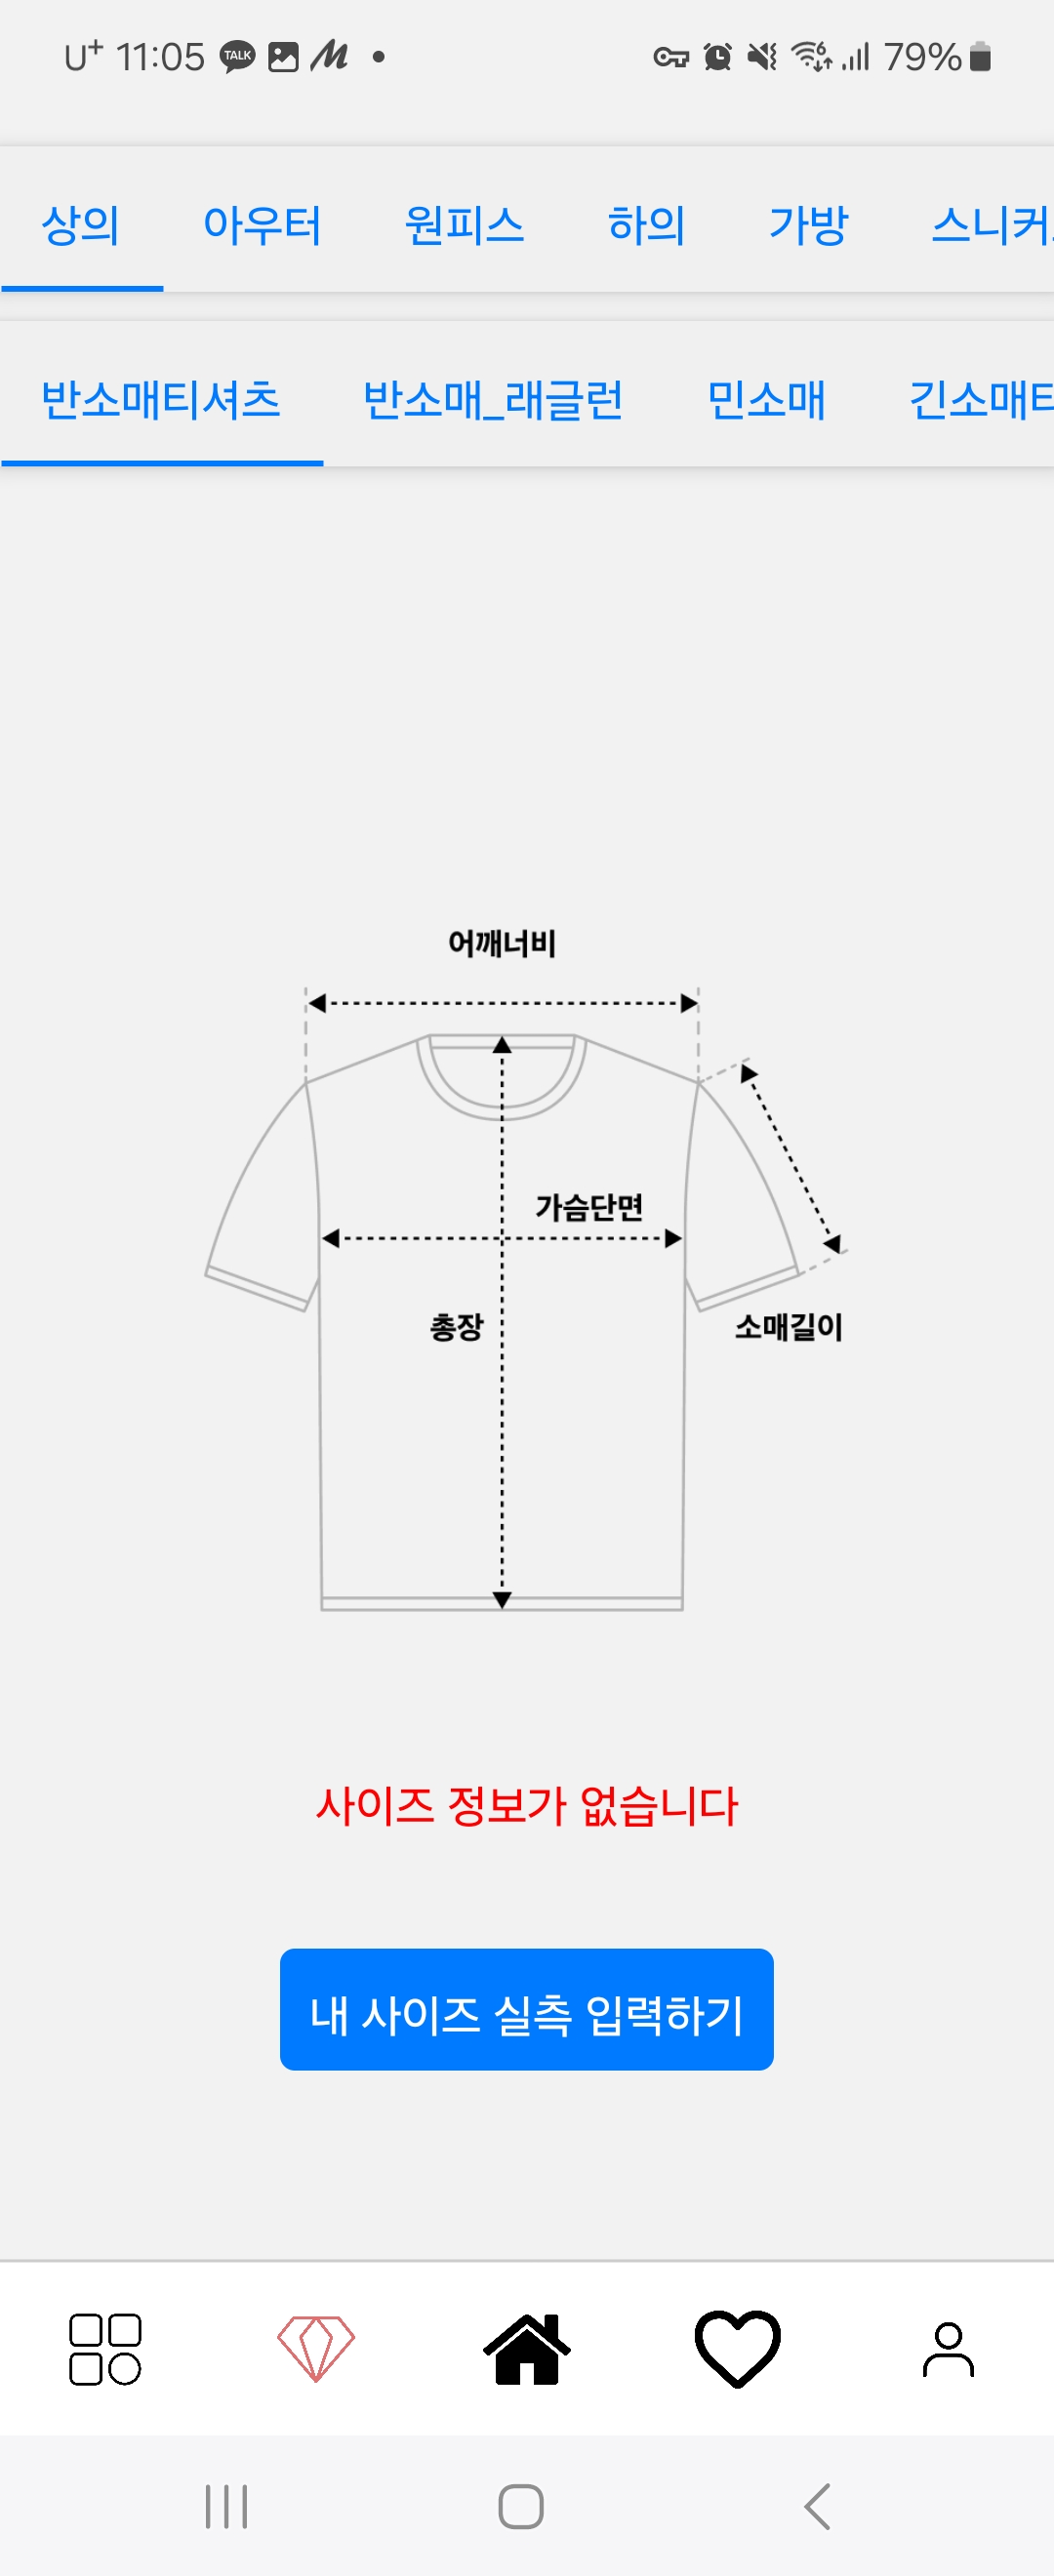 U+ 11:05 TALK 79%
상의 아우터 원피스 하의 가방
반소매티셔츠 반소매_래글런 민소매
어깨너비
가슴단면
총장
소매길이
사이즈 정보가 없습니다
내 사이즈 실측 입력하기